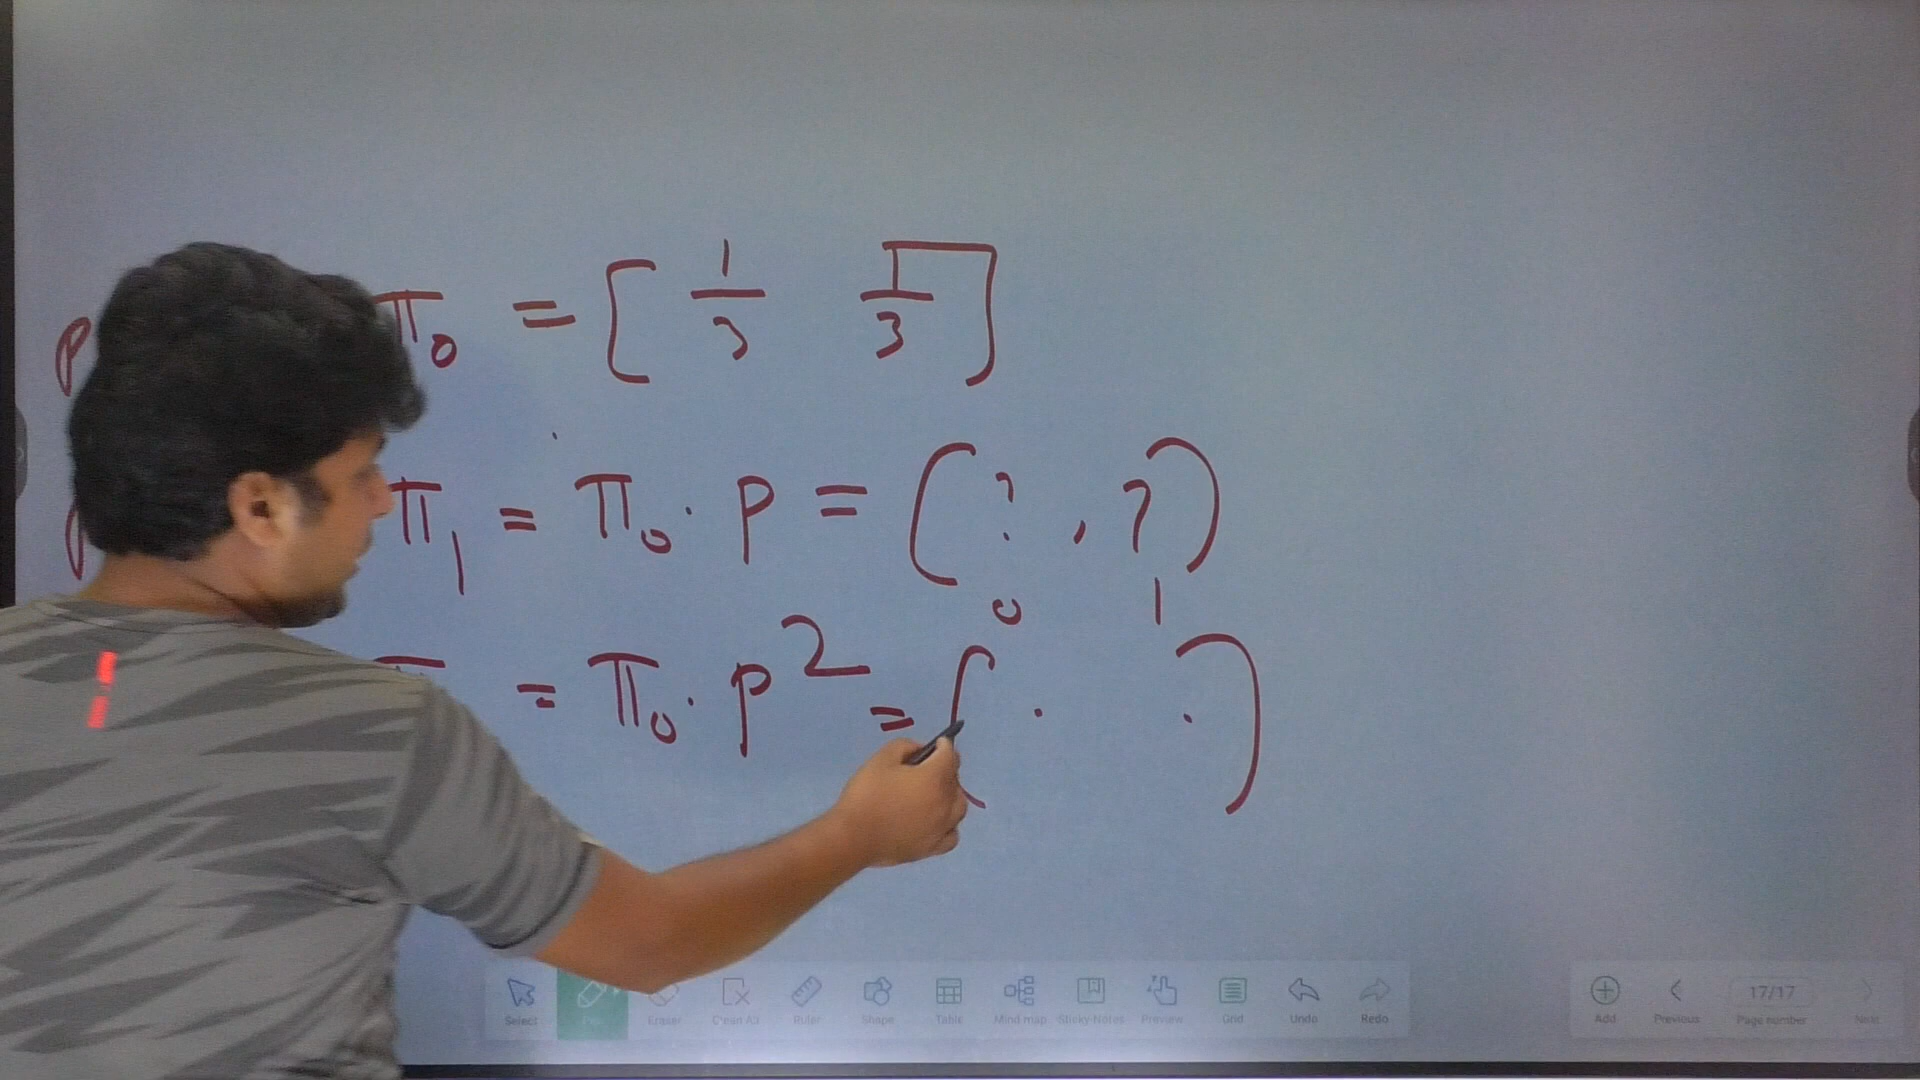 π₀ = [ 1/3 1/3 ]
π₁ = π₀ · p = ( ? , ? )
0 1
= π₀ · p² = ( · · )
Select Eraser Clean All Ruler Shape Table Mind map Sticky Notes Preview Grid Undo Redo Add Previous 17/17 Page number Next